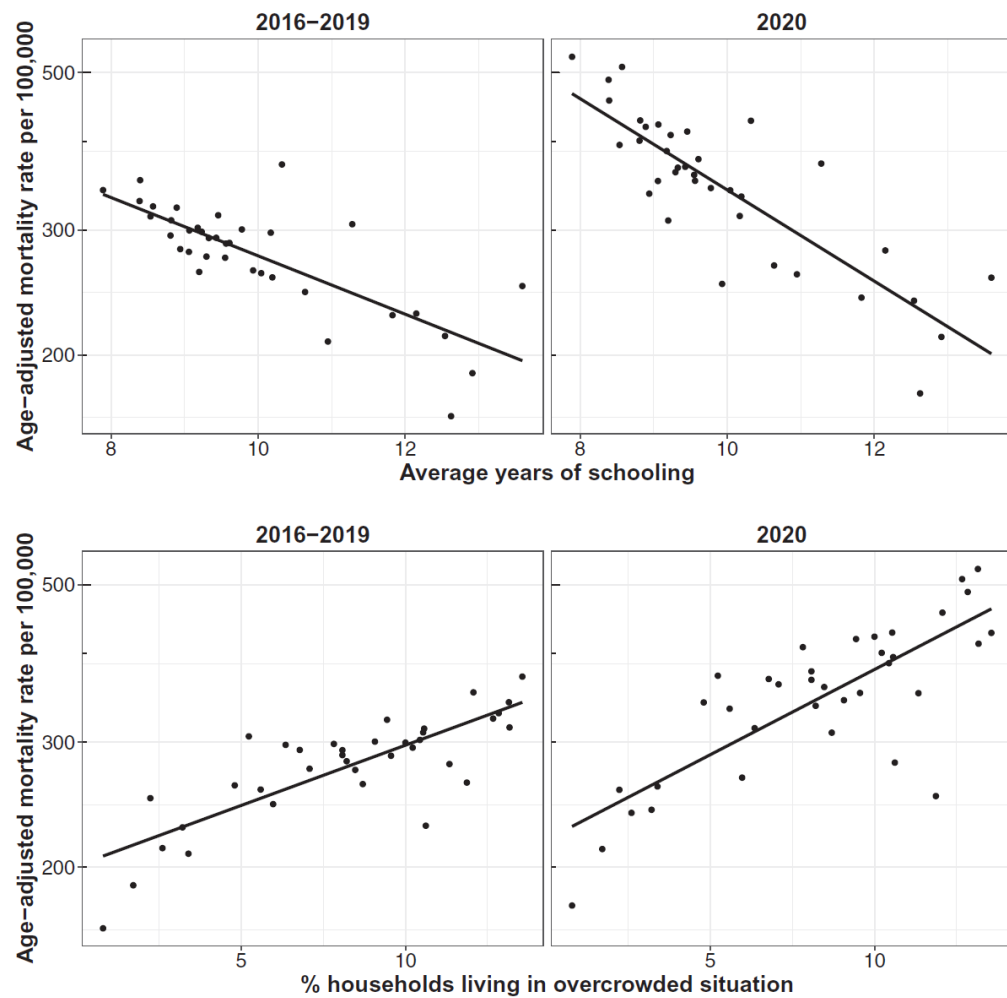 2016−2019 2020
Age−adjusted mortality rate per 100,000
500
300
200
8 10 12 8 10 12
Average years of schooling
2016−2019 2020
Age−adjusted mortality rate per 100,000
500
300
200
5 10 5 10
% households living in overcrowded situation